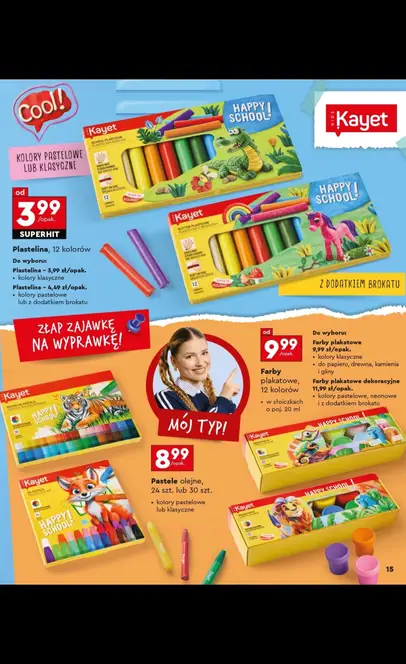 Cool!
KOLORY PASTELOWE
LUB KLASYCZNE
od
3,99
/opak.
SUPERHIT
Plastelina, 12 kolorów
Do wyboru:
Plastelina – 3,99 zł/opak.
• kolory klasyczne
Plastelina – 4,49 zł/opak.
• kolory pastelowe
lub z dodatkiem brokatu
Kayet
HAPPY
SCHOOL!
12
Kayet
HAPPY
SCHOOL!
KIDS
Kayet
Z DODATKIEM BROKATU
ZŁAP ZAJAWKĘ
NA WYPRAWKĘ!
MÓJ TYP!
od
9,99
/opak.
Farby
plakatowe,
12 kolorów
• w słoiczkach
o poj. 20 ml
Do wyboru:
Farby plakatowe
9,99 zł/opak.
• kolory klasyczne
• do papieru, drewna, kamienia
i gliny
Farby plakatowe dekoracyjne
11,99 zł/opak.
• kolory pastelowe, neonowe
i z dodatkiem brokatu
Kayet
HAPPY SCHOOL!
Kayet
HAPPY
SCHOOL!
8,99
/opak.
Pastele olejne,
24 szt. lub 30 szt.
• kolory pastelowe
lub klasyczne
Kayet
Kayet
15